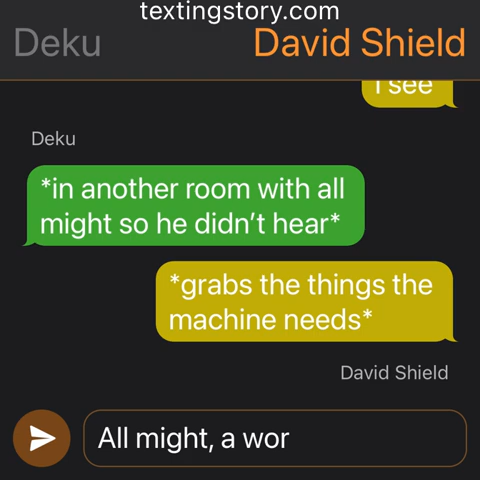 textingstory.com
Deku
David Shield
I see
Deku
*in another room with all
might so he didn't hear*
*grabs the things the
machine needs*
David Shield
All might, a wor